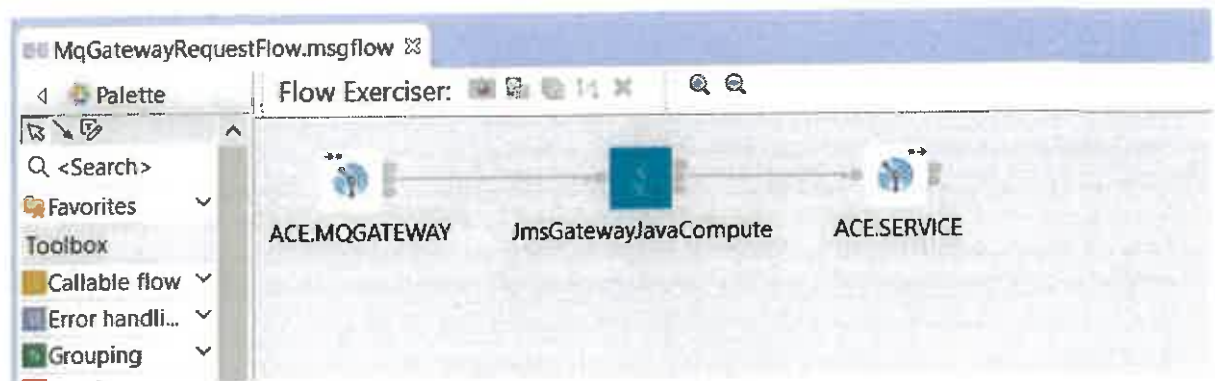 MqGatewayRequestFlow.msgflow
Palette
Flow Exerciser:
<Search>
Favorites
Toolbox
Callable flow
Error handli...
Grouping
ACE.MQGATEWAY
JmsGatewayJavaCompute
ACE.SERVICE